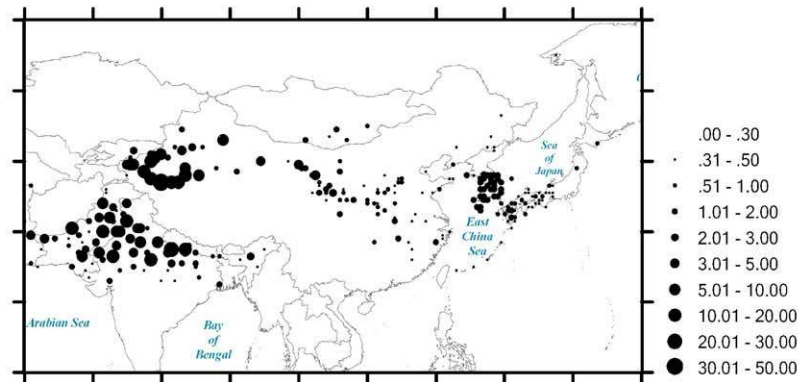 Sea
of
Japan
East
China
Sea
Arabian Sea
Bay
of
Bengal
.00 - .30
.31 - .50
.51 - 1.00
1.01 - 2.00
2.01 - 3.00
3.01 - 5.00
5.01 - 10.00
10.01 - 20.00
20.01 - 30.00
30.01 - 50.00